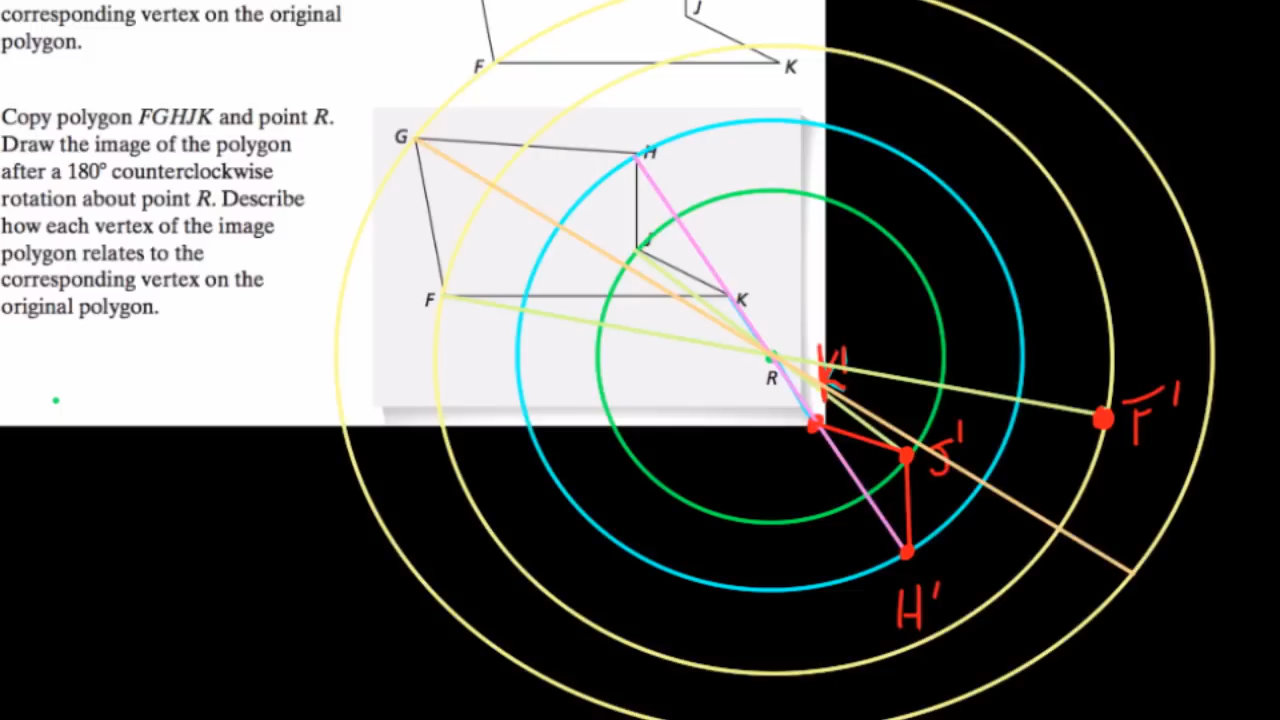 corresponding vertex on the original
polygon.
J
F
K
Copy polygon FGHJK and point R.
Draw the image of the polygon
after a 180° counterclockwise
rotation about point R. Describe
how each vertex of the image
polygon relates to the
corresponding vertex on the
original polygon.
G
H
J
F
K
R
K'
F'
J'
H'